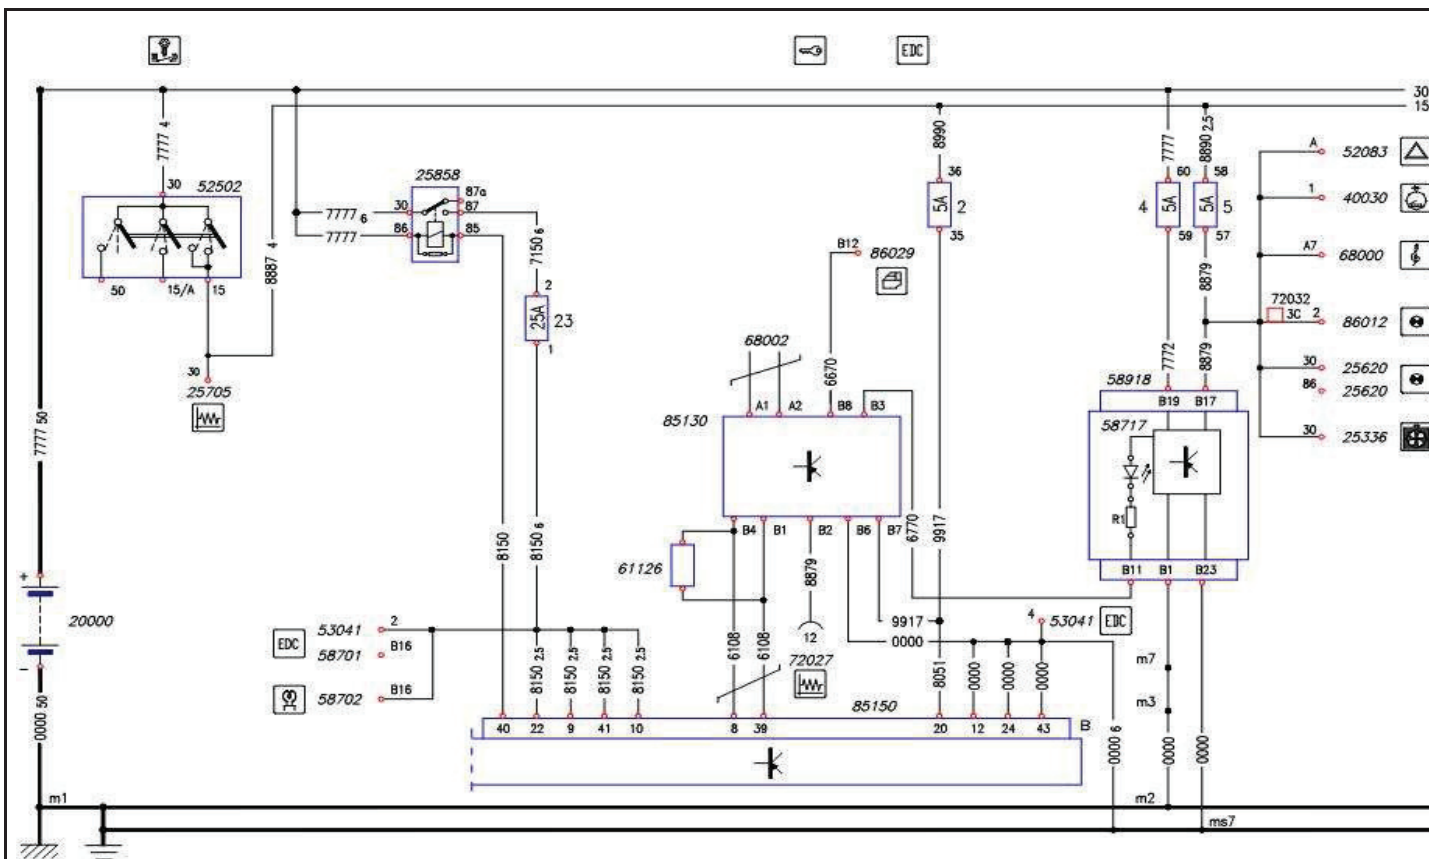 EDC
30
15
7777 4
8990
7777
8890 2.5
A 52083
25858
87a
36
60
58
30 52502
1 40030
30
87
7777 6
5A 2
4 5A
5A 5
86
85
7777
35
59
57
7150 6
B12 86029
A7 68000
8887 4
8879
50
15/A
15
2
72032
25A 23
3C 2 86012
1
68002
6670
7772
8879
30 25620
30
25705
58918
86 25620
A1
A2
B8
B3
B19
B17
7777 50
85130
58717
30 25336
R1
B4
B1
B2
B6
B7
6770
9917
8150
8150 6
61126
8879
B11
B1
B23
+
20000
2
EDC 53041
4 53041 EDC
9917
12
0000
B16
58701
-
6108
6108
72027
8051
0000
0000
0000
m7
8150 2.5
8150 2.5
8150 2.5
8150 2.5
58702 B16
m3
0000 50
85150
40
22
9
41
10
8
39
20
12
24
43
B
0000 6
0000
0000
m1
m2
ms7